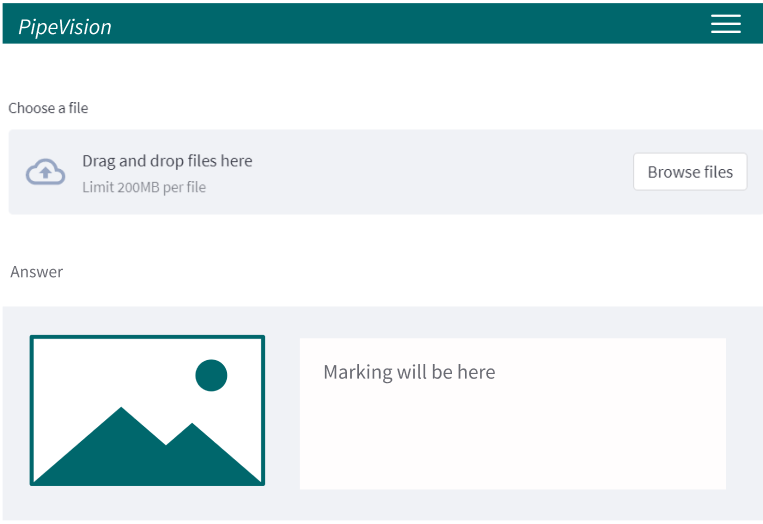 PipeVision
Choose a file
Drag and drop files here
Limit 200MB per file
Browse files
Answer
Marking will be here